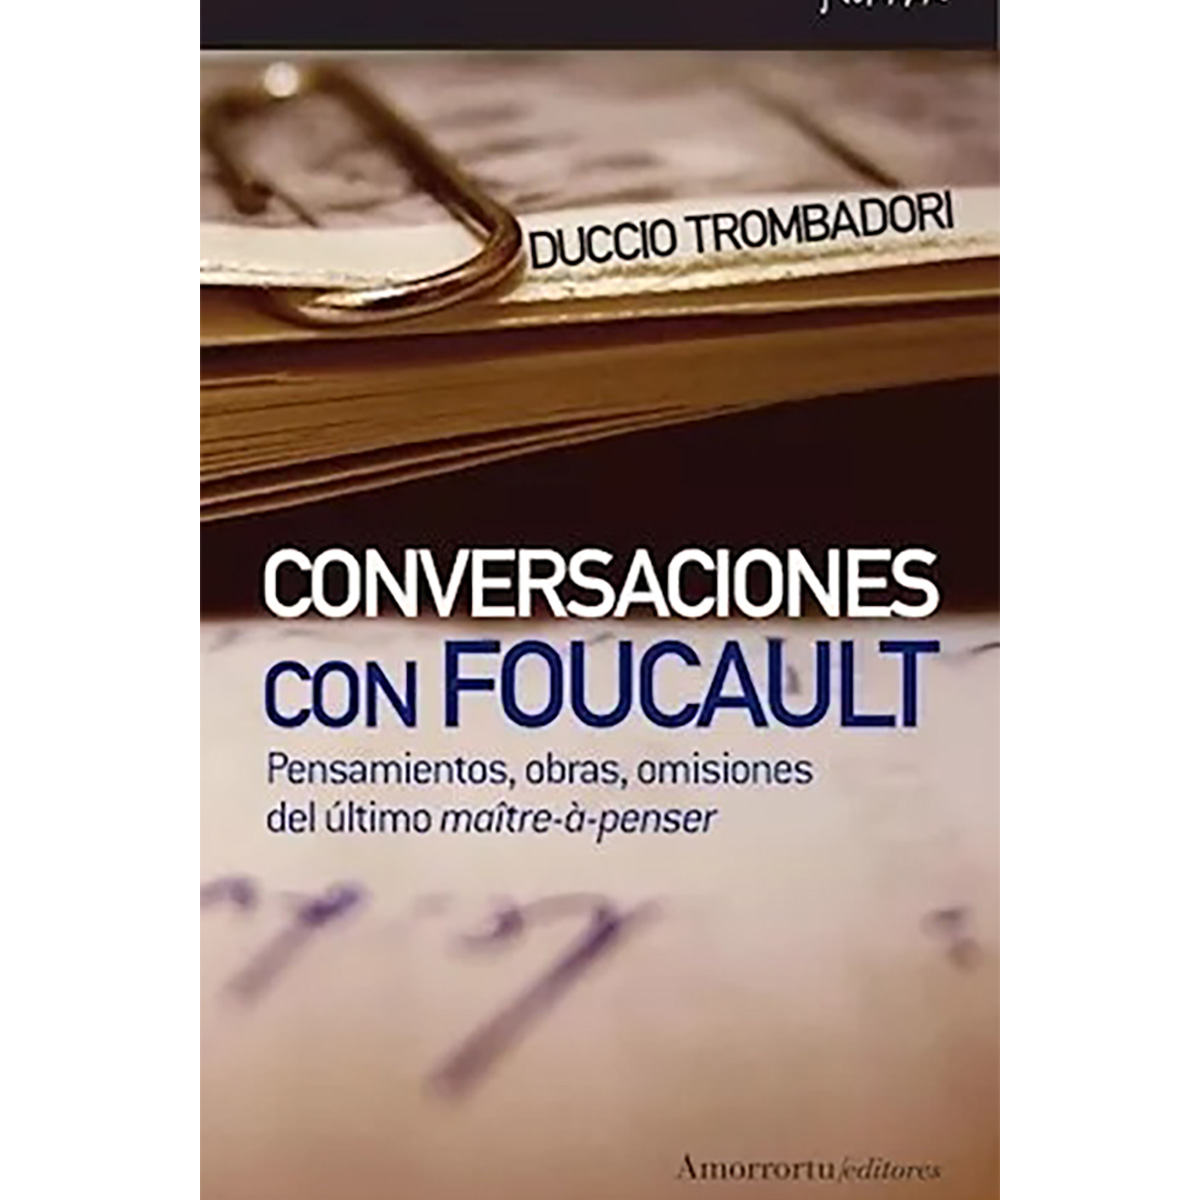 DUCCIO TROMBADORI
CONVERSACIONES
CON FOUCAULT
Pensamientos, obras, omisiones
del último maître-à-penser
Amorrortu/editores